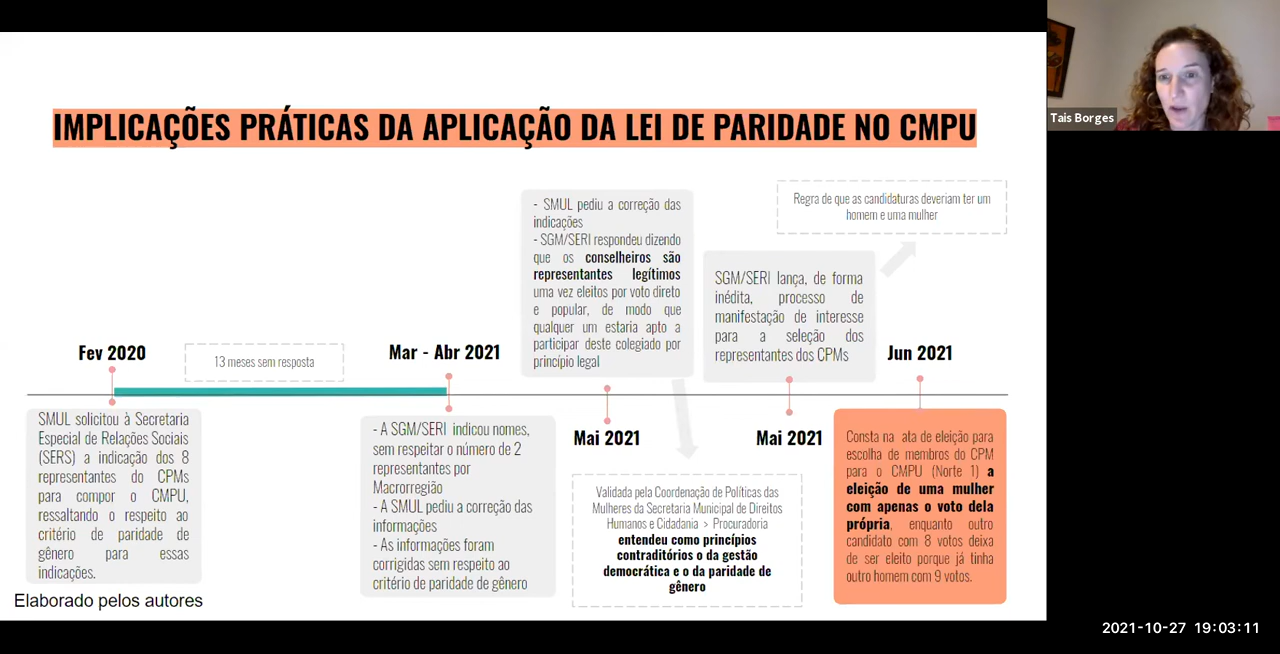 Tais Borges
IMPLICAÇÕES PRÁTICAS DA APLICAÇÃO DA LEI DE PARIDADE NO CMPU
Fev 2020
SMUL solicitou à Secretaria
Especial de Relações Sociais
(SERS) a indicação dos 8
representantes do CPMs
para compor o CMPU,
ressaltando o respeito ao
critério de paridade de
gênero para essas
indicações.
13 meses sem resposta
Mar - Abr 2021
- A SGM/SERI indicou nomes,
sem respeitar o número de 2
representantes por
Macrorregião
- A SMUL pediu a correção das
informações
- As informações foram
corrigidas sem respeito ao
critério de paridade de gênero
- SMUL pediu a correção das
indicações
- SGM/SERI respondeu dizendo
que os conselheiros são
representantes legítimos
uma vez eleitos por voto direto
e popular, de modo que
qualquer um estaria apto a
participar deste colegiado por
princípio legal
Mai 2021
Validada pela Coordenação de Políticas das
Mulheres da Secretaria Municipal de Direitos
Humanos e Cidadania > Procuradoria
entendeu como princípios
contraditórios o da gestão
democrática e o da paridade de
gênero
SGM/SERI lança, de forma
inédita, processo de
manifestação de interesse
para a seleção dos
representantes dos CPMs
Mai 2021
Regra de que as candidaturas deveriam ter um
homem e uma mulher
Jun 2021
Consta na ata de eleição para
escolha de membros do CPM
para o CMPU (Norte 1) a
eleição de uma mulher
com apenas o voto dela
própria, enquanto outro
candidato com 8 votos deixa
de ser eleito porque já tinha
outro homem com 9 votos.
Elaborado pelos autores
2021-10-27 19:03:11